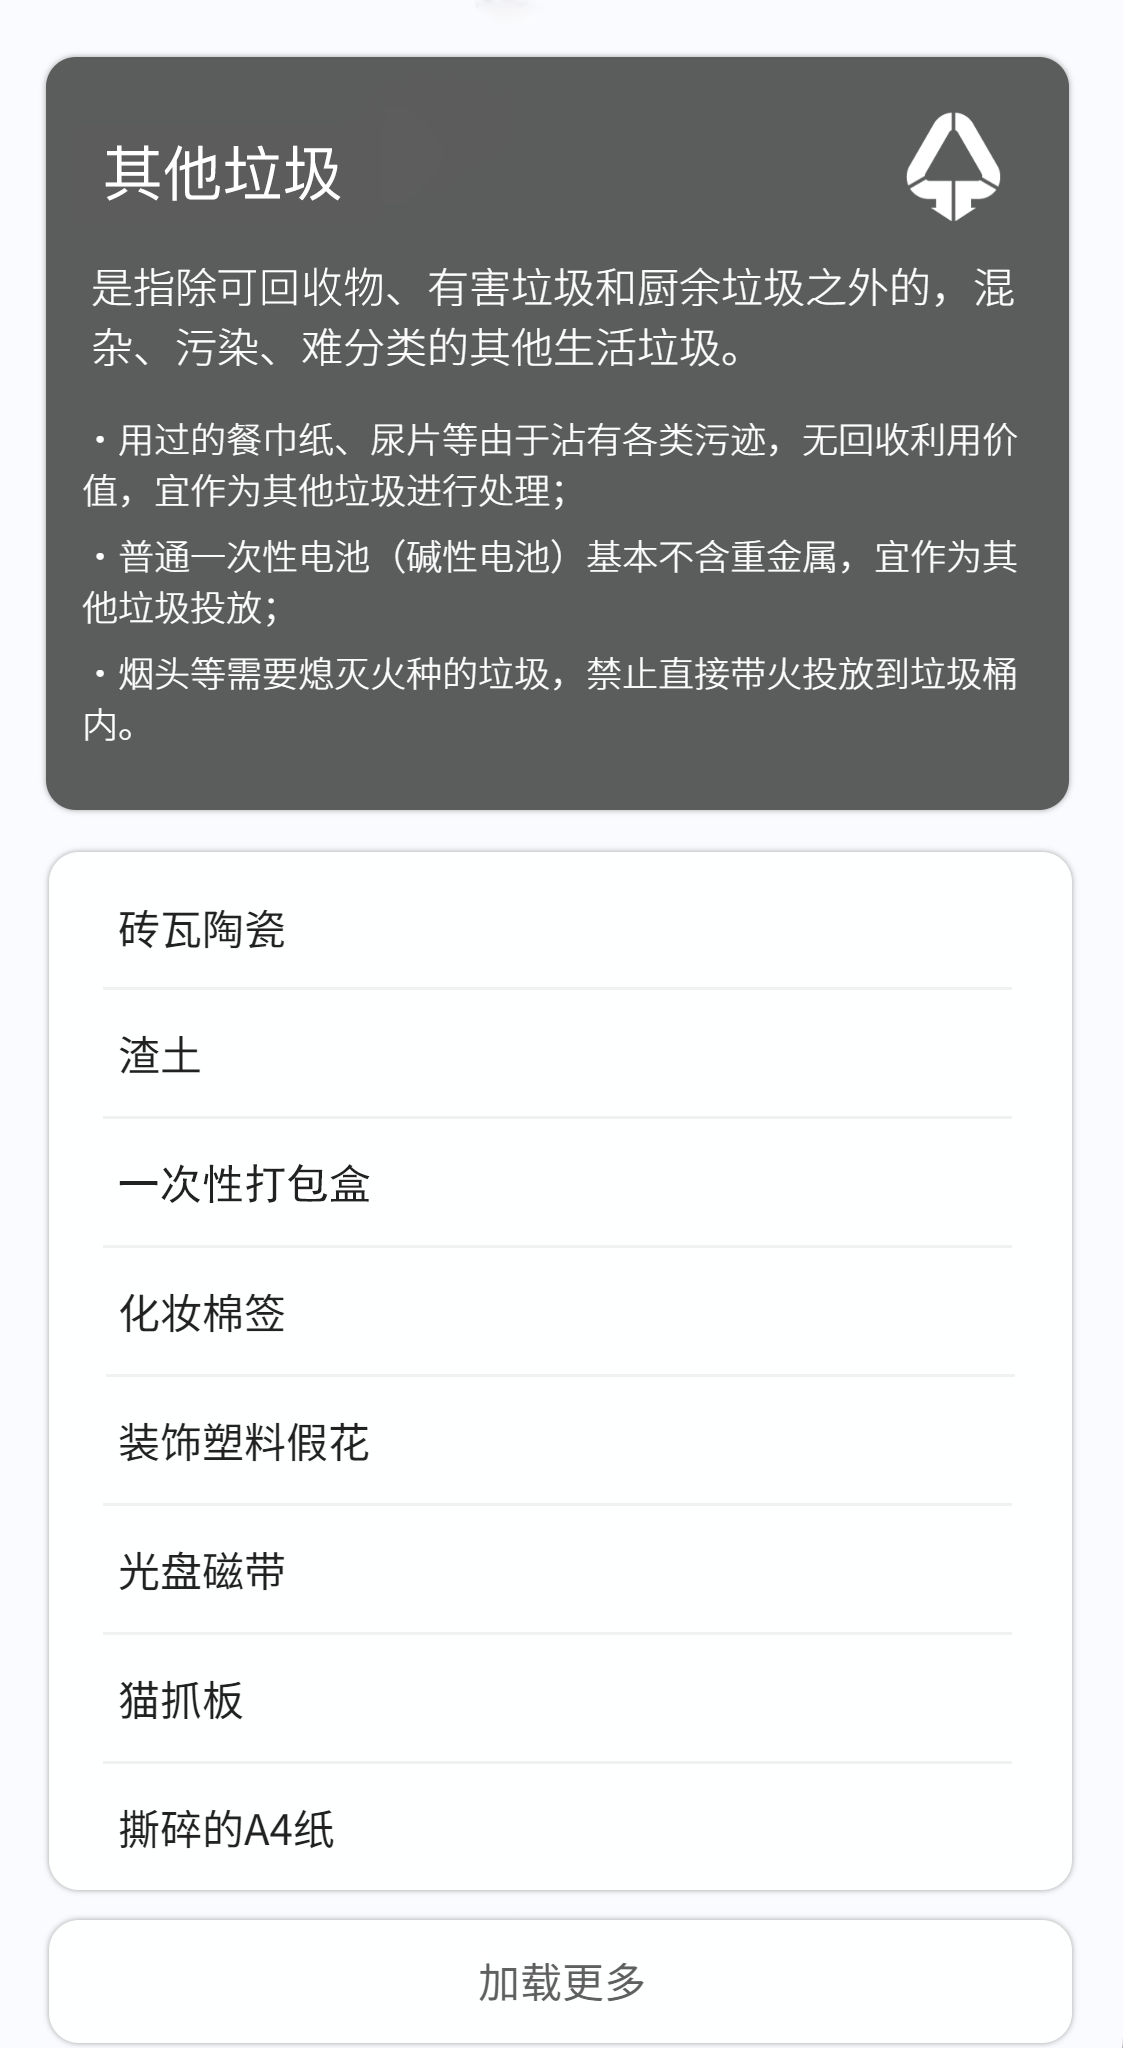 其他垃圾
是指除可回收物、有害垃圾和厨余垃圾之外的，混
杂、污染、难分类的其他生活垃圾。
・用过的餐巾纸、尿片等由于沾有各类污迹，无回收利用价
值，宜作为其他垃圾进行处理；
・普通一次性电池（碱性电池）基本不含重金属，宜作为其
他垃圾投放；
・烟头等需要熄灭火种的垃圾，禁止直接带火投放到垃圾桶
内。
砖瓦陶瓷
渣土
一次性打包盒
化妆棉签
装饰塑料假花
光盘磁带
猫抓板
撕碎的A4纸
加载更多